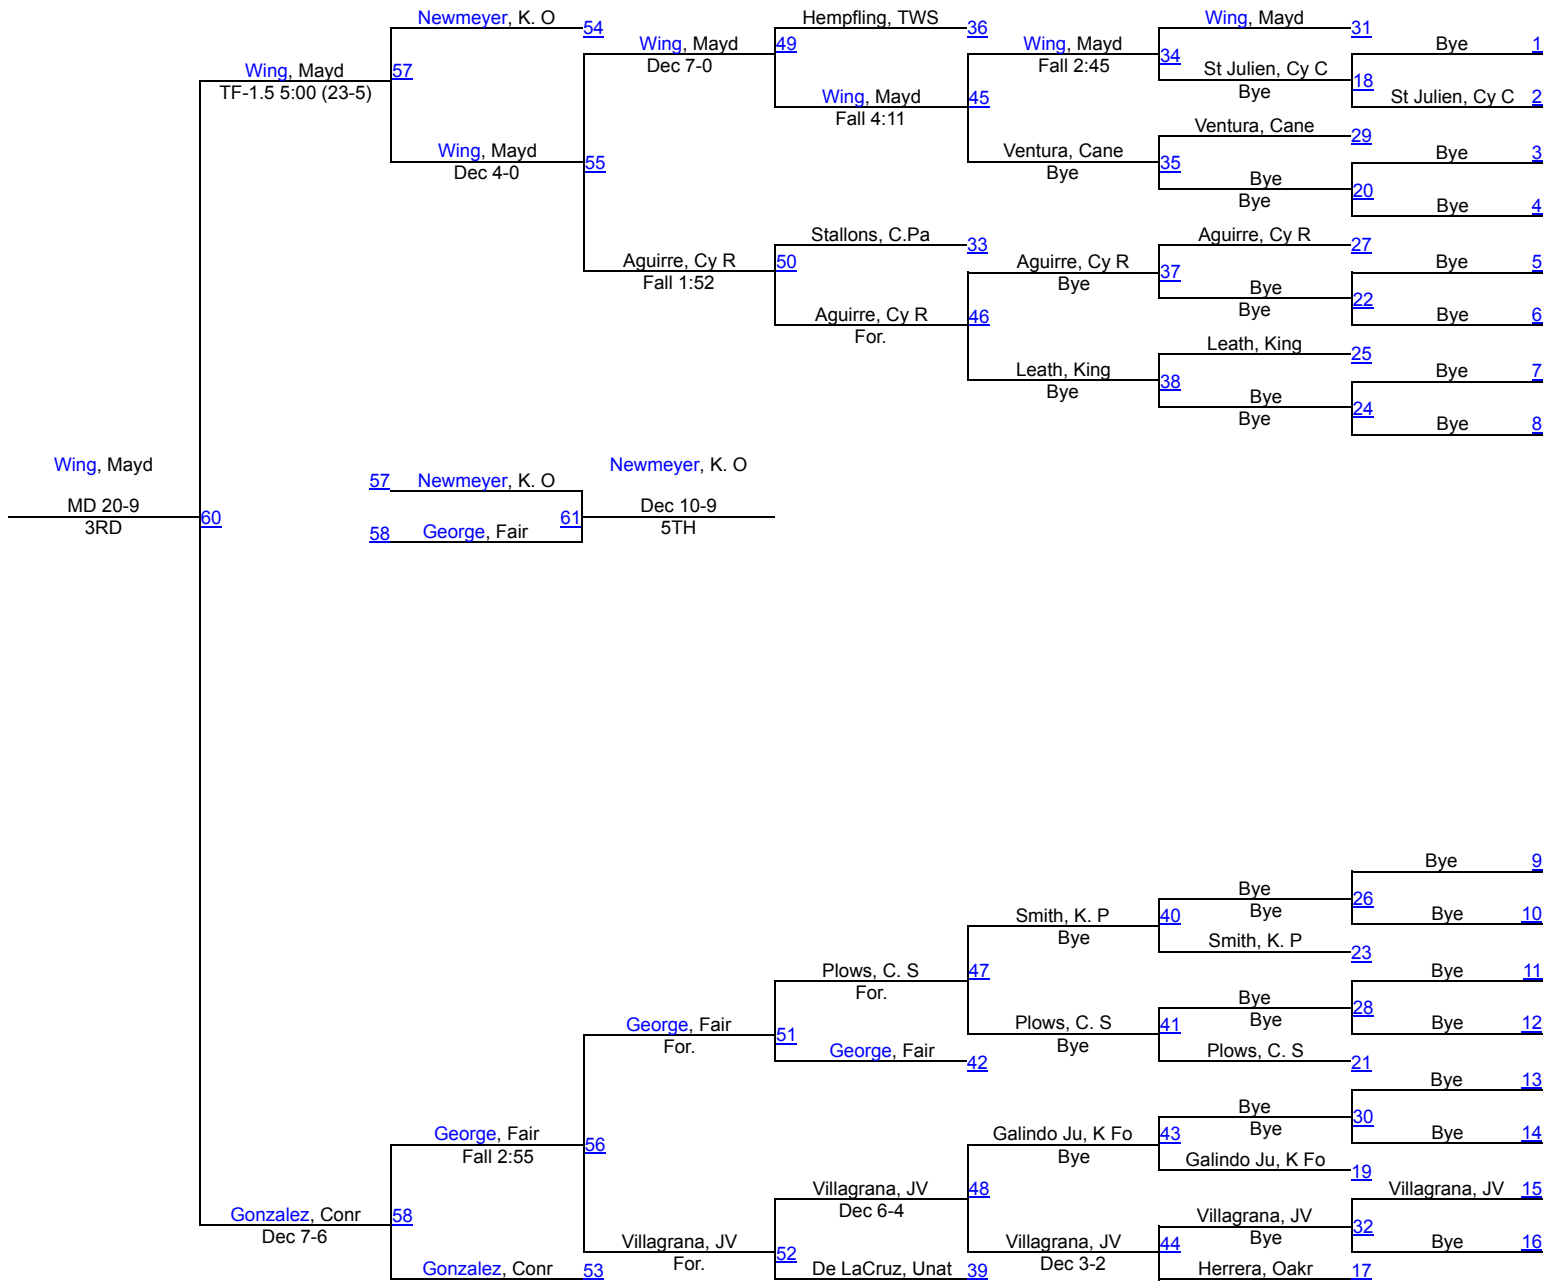 Newmeyer, K. O
54
Hempfling, TWS
36
Wing, Mayd
31
Wing, Mayd
Dec 7-0
49
Wing, Mayd
Fall 2:45
34
Bye
1
Wing, Mayd
TF-1.5 5:00 (23-5)
57
St Julien, Cy C
Bye
18
Wing, Mayd
Fall 4:11
45
St Julien, Cy C
2
Ventura, Cane
29
Wing, Mayd
Dec 4-0
55
Ventura, Cane
Bye
35
Bye
3
Bye
Bye
20
Bye
4
Stallons, C.Pa
33
Aguirre, Cy R
27
Aguirre, Cy R
Fall 1:52
50
Aguirre, Cy R
Bye
37
Bye
5
Bye
Bye
22
Aguirre, Cy R
For.
46
Bye
6
Leath, King
25
Leath, King
Bye
38
Bye
7
Bye
Bye
24
Bye
8
Wing, Mayd
MD 20-9
3RD
60
57
Newmeyer, K. O
Newmeyer, K. O
58
George, Fair
61
Dec 10-9
5TH
Bye
9
Bye
Bye
26
Smith, K. P
Bye
40
Bye
10
Smith, K. P
23
Plows, C. S
For.
47
Bye
11
Bye
Bye
28
George, Fair
For.
51
Plows, C. S
Bye
41
Bye
12
George, Fair
42
Plows, C. S
21
Bye
13
Bye
Bye
30
George, Fair
Fall 2:55
56
Galindo Ju, K Fo
Bye
43
Bye
14
Galindo Ju, K Fo
19
Villagrana, JV
Dec 6-4
48
Villagrana, JV
15
Gonzalez, Conr
Dec 7-6
58
Villagrana, JV
Bye
32
Villagrana, JV
For.
52
Villagrana, JV
Dec 3-2
44
Bye
16
Gonzalez, Conr
53
De LaCruz, Unat
39
Herrera, Oakr
17